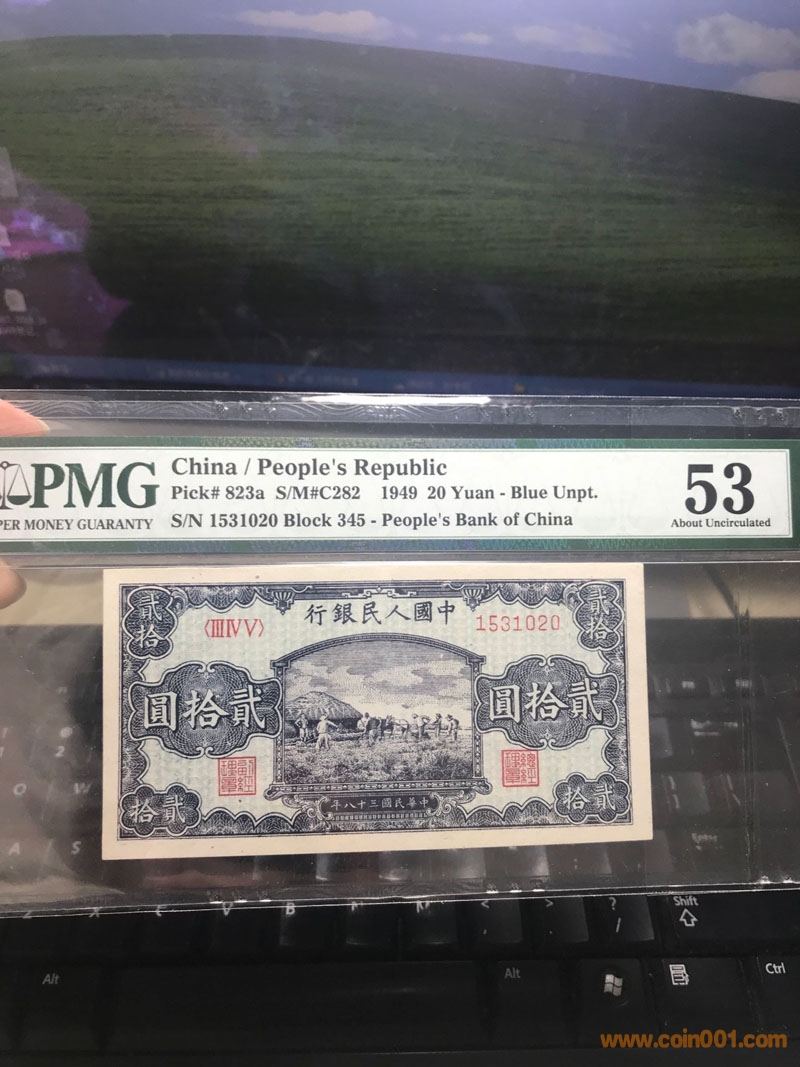 PMG
PER MONEY GUARANTY
China / People's Republic
Pick# 823a S/M#C282 1949 20 Yuan - Blue Unpt.
S/N 1531020 Block 345 - People's Bank of China
53
About Uncirculated
行銀民人國中
〈ⅢⅣⅤ〉
1531020
貳拾
貳拾
圓拾貳
圓拾貳
拾貳
拾貳
年八十三國民華中
Shift
Alt
Alt
Ctrl
www.coin001.com